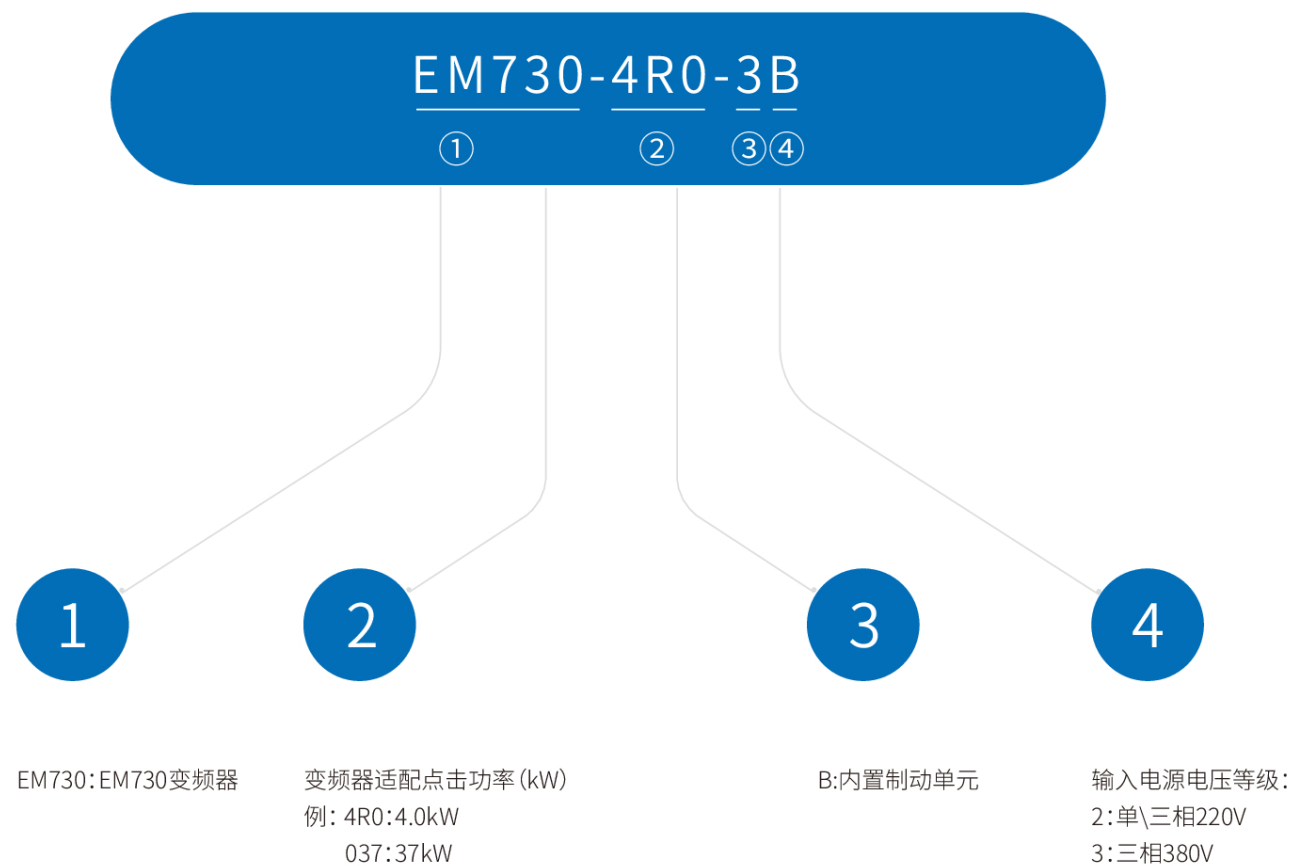 EM730-4R0-3B
① ② ③ ④
1
2
3
4
EM730:EM730变频器
变频器适配点击功率(kW)
例: 4R0:4.0kW
037:37kW
B:内置制动单元
输入电源电压等级:
2:单\三相220V
3:三相380V